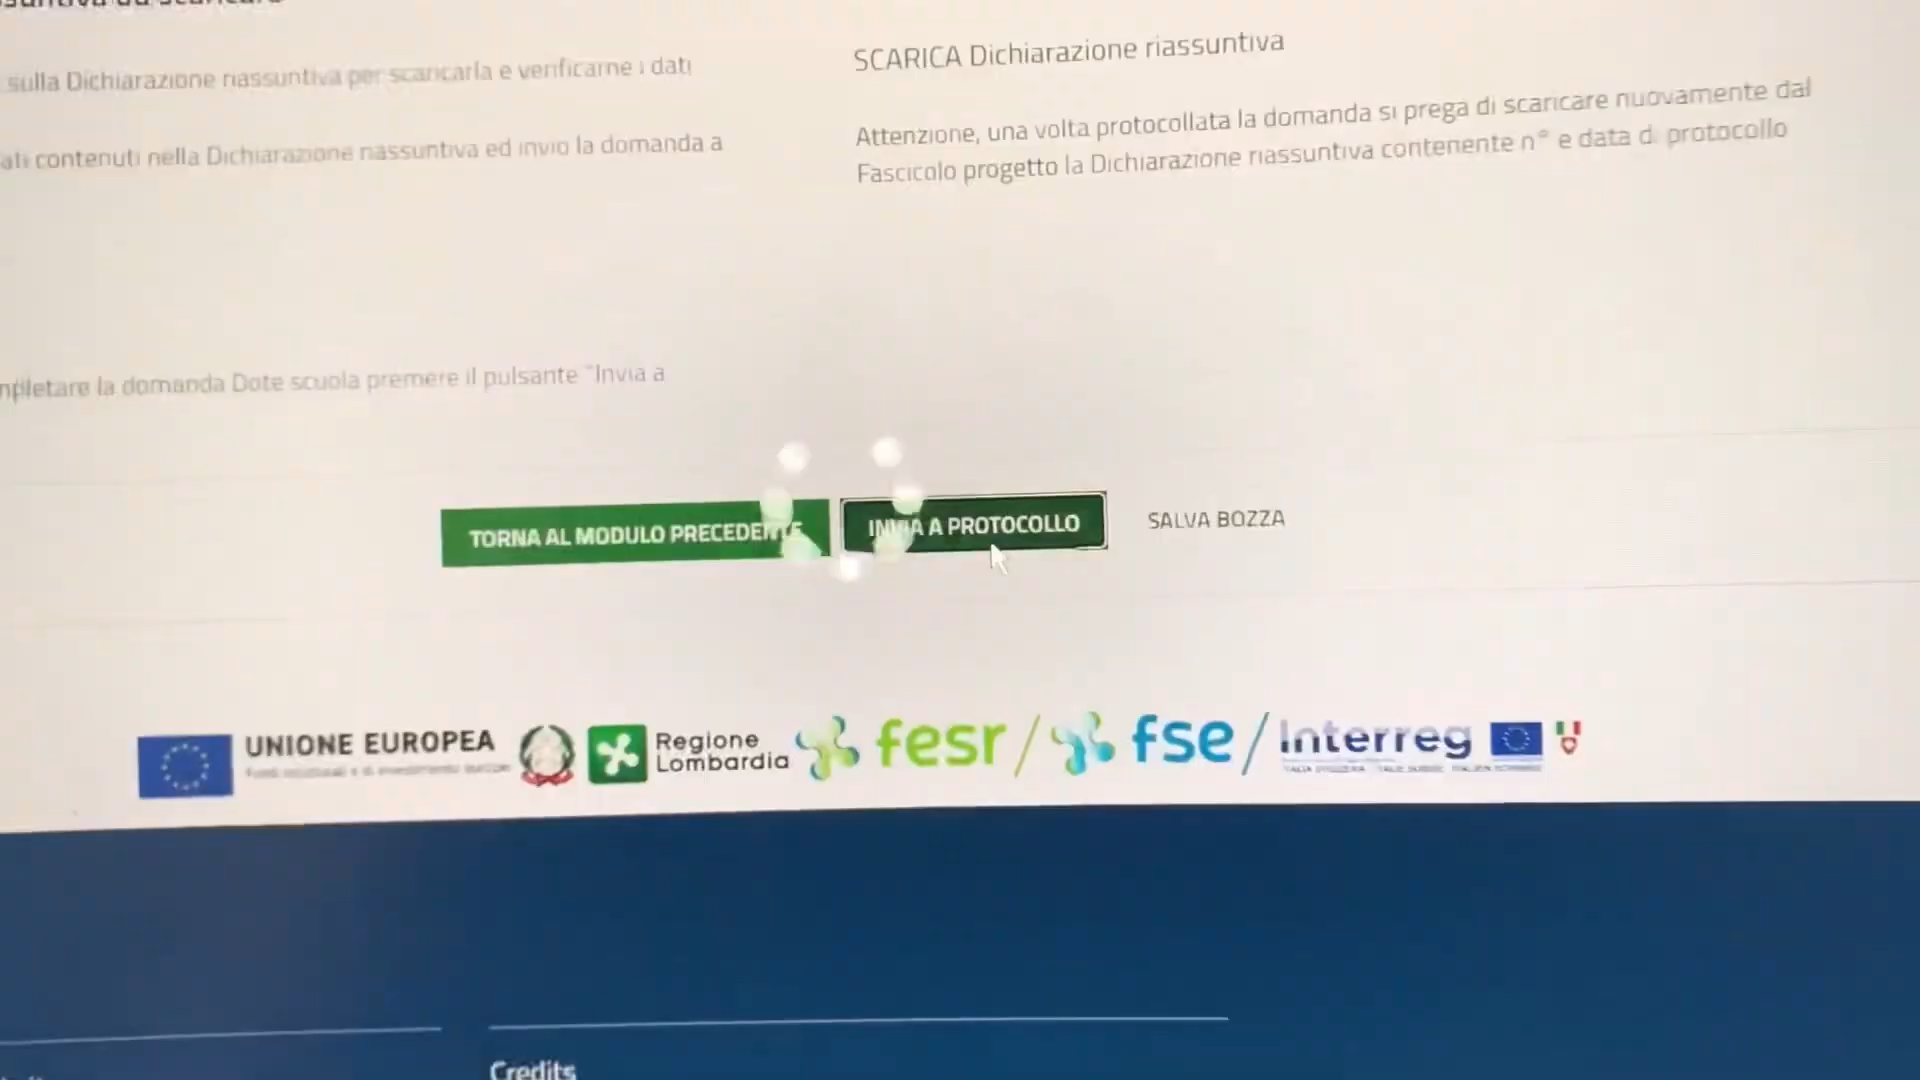 sulla Dichiarazione riassuntiva per scaricarla e verificarne i dati
ati contenuti nella Dichiarazione riassuntiva ed invio la domanda a
SCARICA Dichiarazione riassuntiva
Attenzione, una volta protocollata la domanda si prega di scaricare nuovamente dal
Fascicolo progetto la Dichiarazione riassuntiva contenente n° e data di protocollo
mpletare la domanda Dote scuola premere il pulsante "Invia a
TORNA AL MODULO PRECEDENTE
INVIA A PROTOCOLLO
SALVA BOZZA
UNIONE EUROPEA
Regione
Lombardia
fesr/
fse/
Interreg
Credits